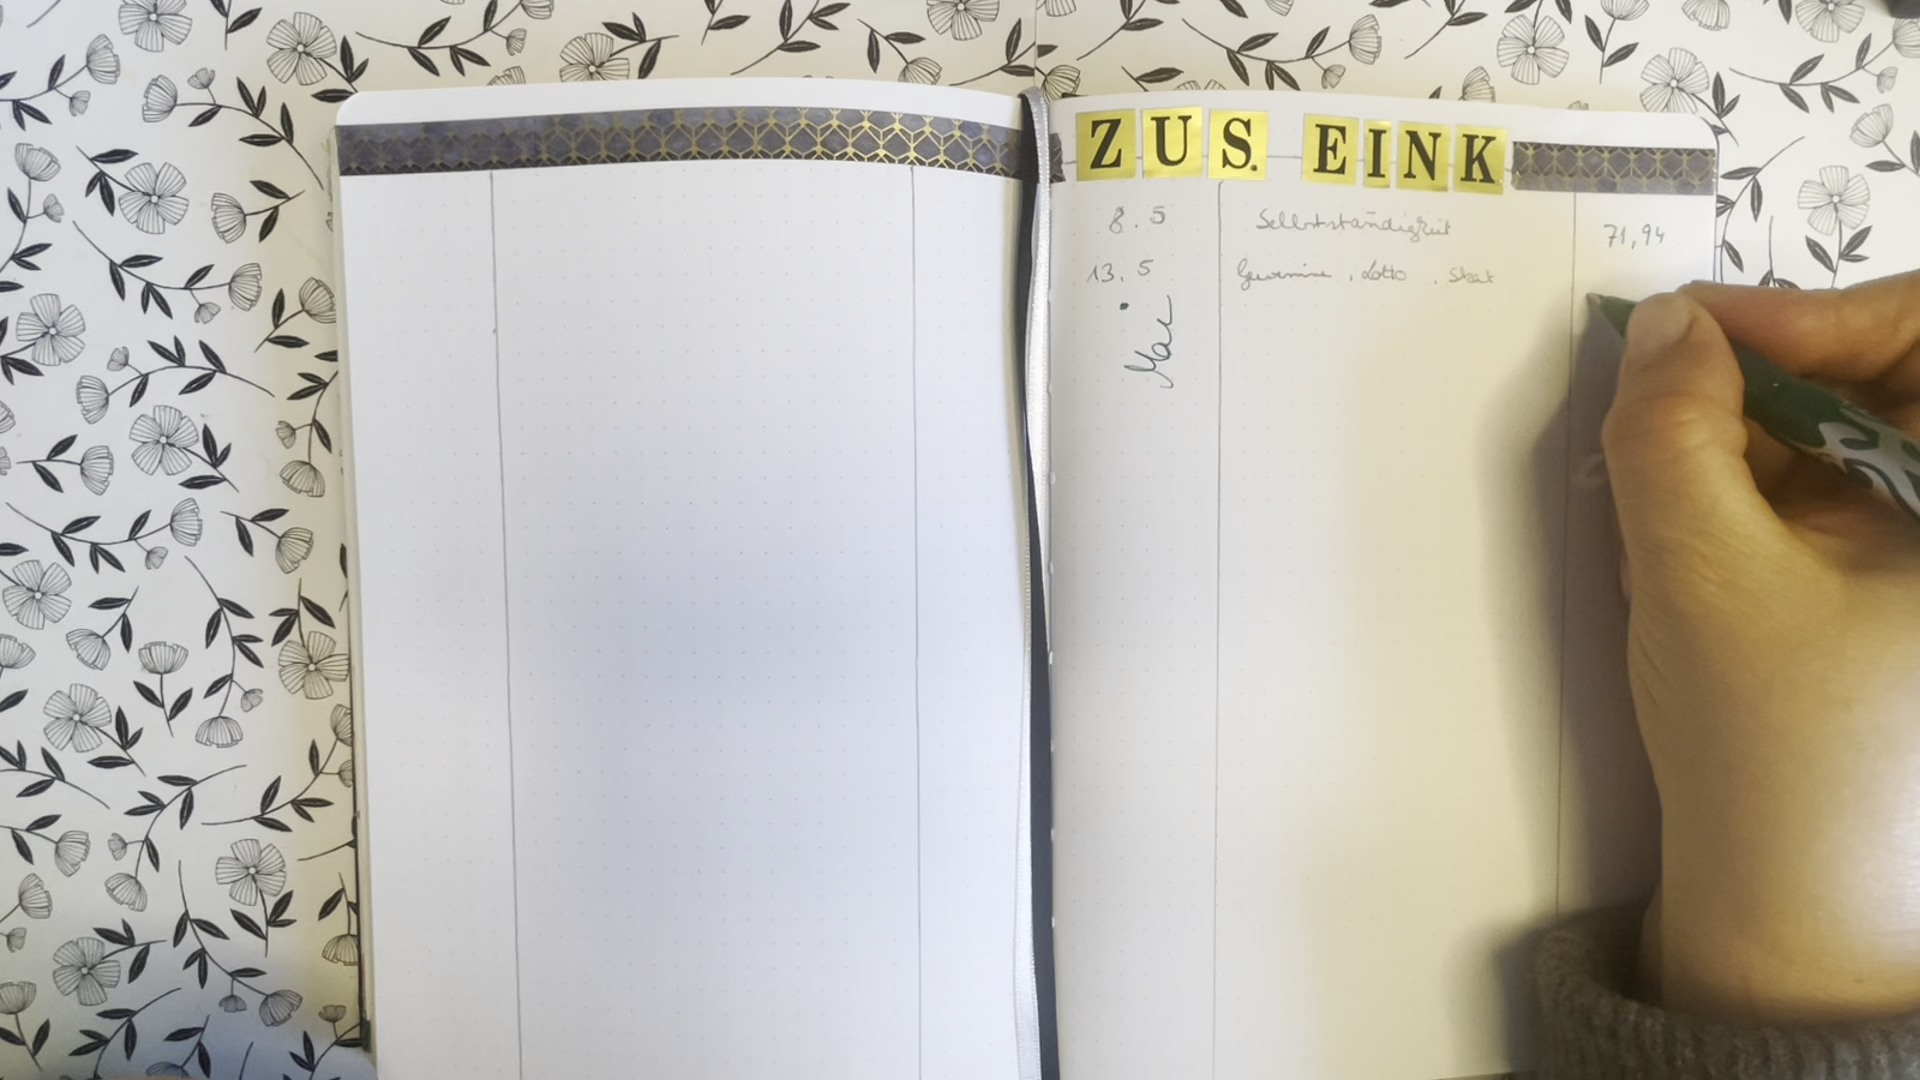 ZUS. EINK
8.5 Selbstständigkeit 71,94
13.5 Gewinne, Lotto, Skat
Mai